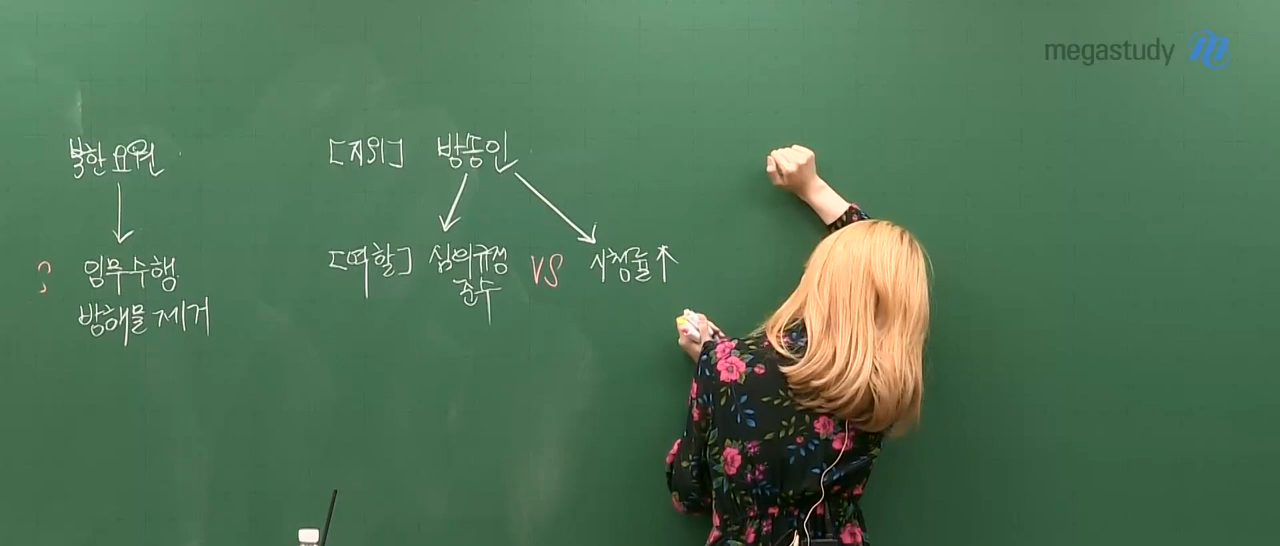 megastudy
북한 요원
[지위] 방송인
임무수행
방해물 제거
[역할] 심의규정 준수 VS 시청률↑